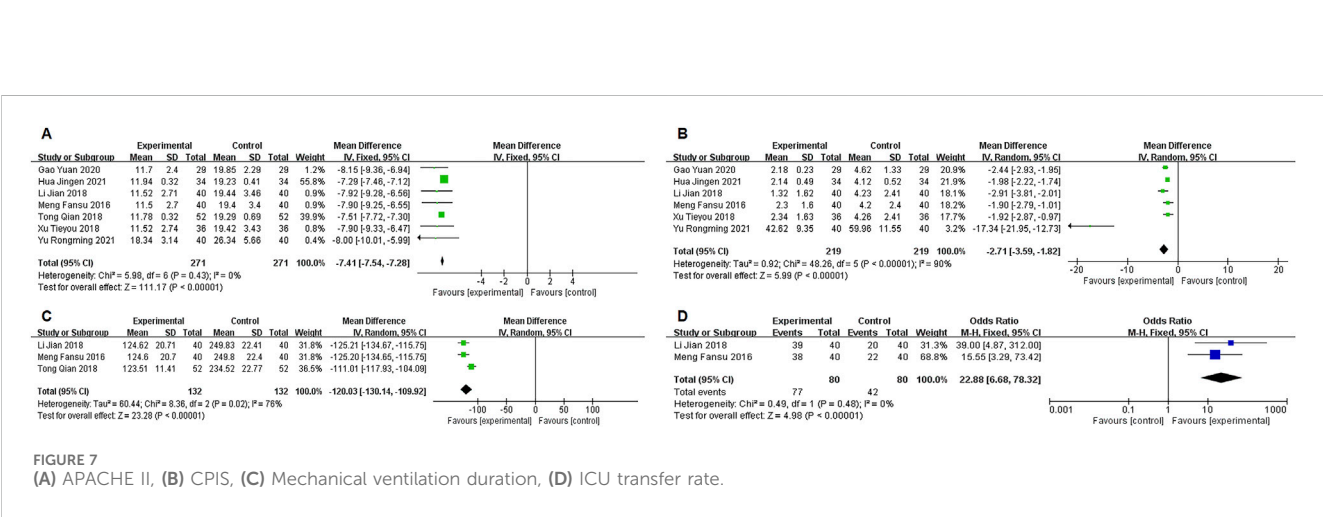 A
Experimental Control Mean Difference Mean Difference
Study or Subgroup Mean SD Total Mean SD Total Weight IV, Fixed, 95% CI IV, Fixed, 95% CI
Gao Yuan 2020 11.7 2.4 29 19.85 2.29 29 1.2% -8.15 [-9.36, -6.94]
Hua Jingen 2021 11.94 0.32 34 19.23 0.41 34 55.8% -7.29 [-7.46, -7.12]
Li Jian 2018 11.52 2.71 40 19.44 3.46 40 0.9% -7.92 [-9.28, -6.56]
Meng Fansu 2016 11.5 2.7 40 19.4 3.4 40 0.9% -7.90 [-9.25, -6.55]
Tong Qian 2018 11.78 0.32 52 19.29 0.69 52 39.9% -7.51 [-7.72, -7.30]
Xu Tieyou 2018 11.52 2.74 36 19.42 3.43 36 0.9% -7.90 [-9.33, -6.47]
Yu Rongming 2021 18.34 3.14 40 26.34 5.66 40 0.4% -8.00 [-10.01, -5.99]
Total (95% CI) 271 271 100.0% -7.41 [-7.54, -7.28]
Heterogeneity: Chi² = 5.98, df = 6 (P = 0.43); I² = 0%
Test for overall effect: Z = 111.17 (P < 0.00001)
-4 -2 0 2 4
Favours [experimental] Favours [control]
B
Experimental Control Mean Difference Mean Difference
Study or Subgroup Mean SD Total Mean SD Total Weight IV, Random, 95% CI IV, Random, 95% CI
Gao Yuan 2020 2.18 0.23 29 4.62 1.33 29 20.9% -2.44 [-2.93, -1.95]
Hua Jingen 2021 2.14 0.49 34 4.12 0.52 34 22.4% -1.98 [-2.22, -1.74]
Li Jian 2018 1.32 1.62 40 4.23 2.41 40 18.1% -2.91 [-3.81, -2.01]
Meng Fansu 2016 2.3 1.6 40 4.2 2.4 40 18.2% -1.90 [-2.79, -1.01]
Xu Tieyou 2018 2.34 1.63 36 4.26 2.41 36 17.8% -1.92 [-2.87, -0.97]
Yu Rongming 2021 42.62 9.35 40 59.96 11.55 40 3.2% -17.34 [-21.95, -12.73]
Total (95% CI) 219 219 100.0% -2.71 [-3.59, -1.82]
Heterogeneity: Tau² = 0.92; Chi² = 48.26, df = 5 (P < 0.00001); I² = 90%
Test for overall effect: Z = 5.99 (P < 0.00001)
-20 -10 0 10 20
Favours [experimental] Favours [control]
C
Experimental Control Mean Difference Mean Difference
Study or Subgroup Mean SD Total Mean SD Total Weight IV, Random, 95% CI IV, Random, 95% CI
Li Jian 2018 124.62 20.71 40 249.83 22.41 40 31.8% -125.21 [-134.67, -115.75]
Meng Fansu 2016 124.6 20.7 40 249.8 22.4 40 31.8% -125.20 [-134.65, -115.75]
Tong Qian 2018 123.51 11.41 52 234.52 22.77 52 36.5% -111.01 [-117.93, -104.09]
Total (95% CI) 132 132 100.0% -120.03 [-130.14, -109.92]
Heterogeneity: Tau² = 60.44; Chi² = 8.36, df = 2 (P = 0.02); I² = 76%
Test for overall effect: Z = 23.28 (P < 0.00001)
-100 -50 0 50 100
Favours [experimental] Favours [control]
D
Experimental Control Odds Ratio Odds Ratio
Study or Subgroup Events Total Events Total Weight M-H, Fixed, 95% CI M-H, Fixed, 95% CI
Li Jian 2018 39 40 20 40 31.3% 39.00 [4.87, 312.00]
Meng Fansu 2016 38 40 22 40 68.8% 15.55 [3.29, 73.42]
Total (95% CI) 80 80 100.0% 22.88 [6.68, 78.32]
Total events 77 42
Heterogeneity: Chi² = 0.49, df = 1 (P = 0.48); I² = 0%
Test for overall effect: Z = 4.98 (P < 0.00001)
0.001 0.1 1 10 1000
Favours [control] Favours [experimental]
FIGURE 7
(A) APACHE II, (B) CPIS, (C) Mechanical ventilation duration, (D) ICU transfer rate.